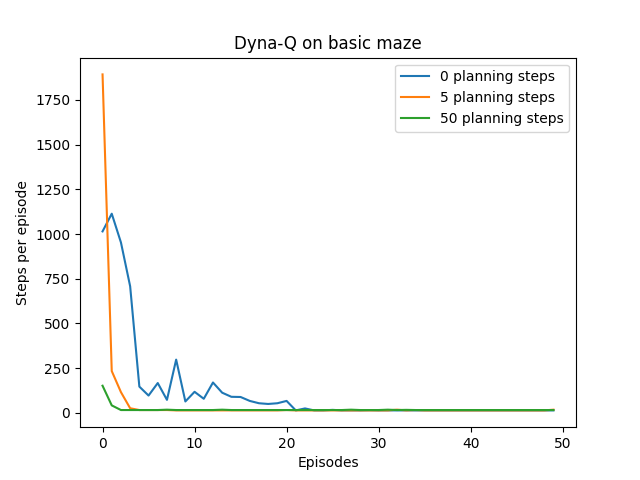 Dyna-Q on basic maze
0 planning steps
5 planning steps
50 planning steps
Steps per episode
1750
1500
1250
1000
750
500
250
0
0 10 20 30 40 50
Episodes